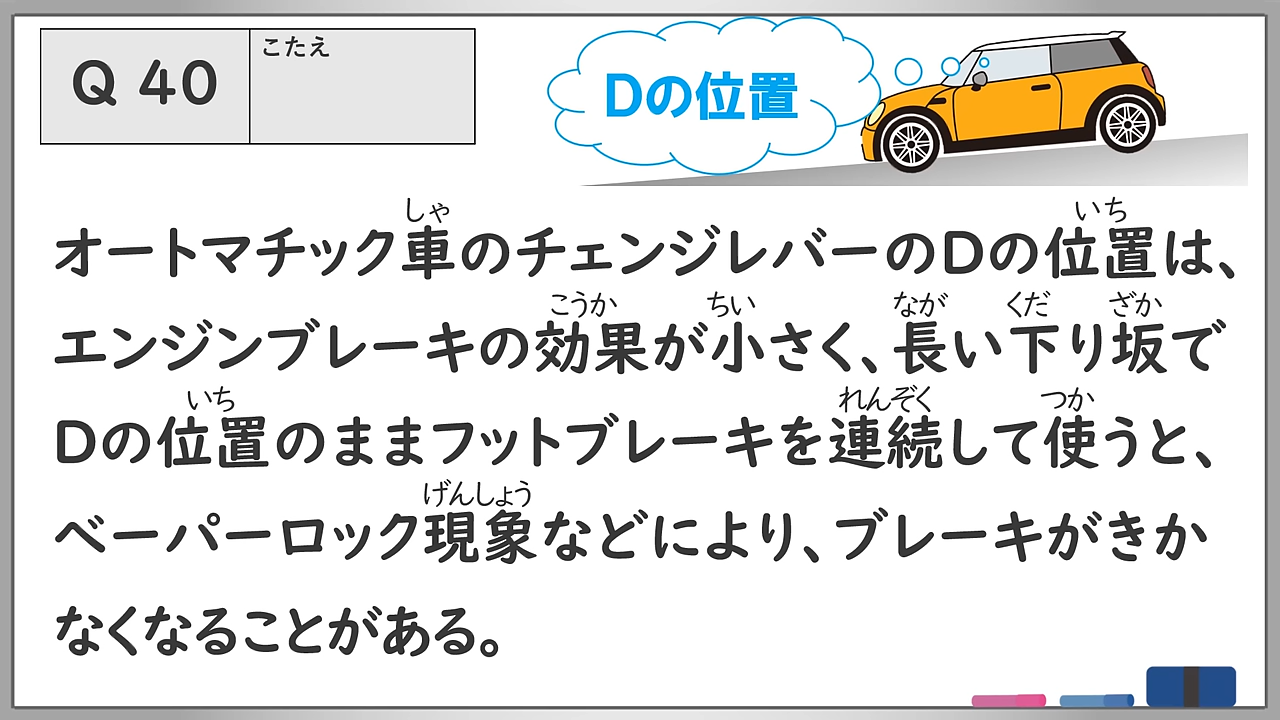 Q 40
こたえ
Dの位置
オートマチック車のチェンジレバーのDの位置は、
エンジンブレーキの効果が小さく、長い下り坂で
Dの位置のままフットブレーキを連続して使うと、
ベーパーロック現象などにより、ブレーキがきか
なくなることがある。
しゃ
いち
こうか
ちい
なが
くだ
ざか
いち
れんぞく
つか
げんしょう